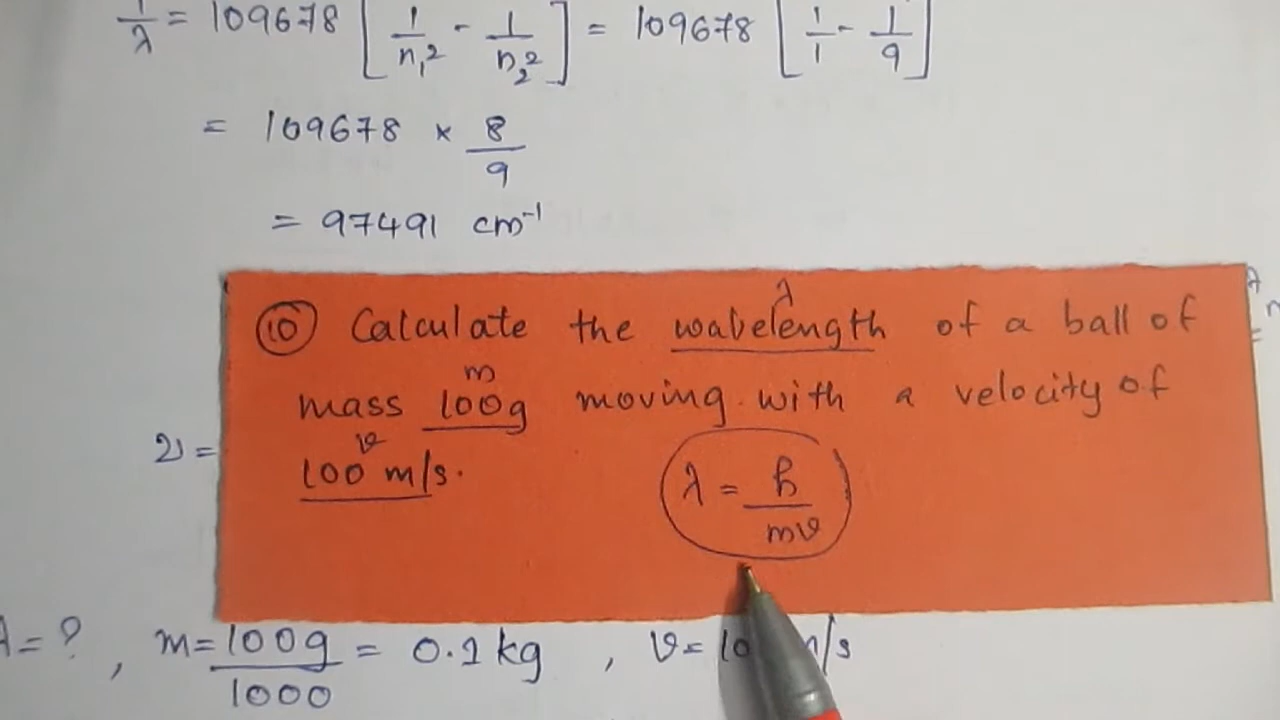 1/λ = 109678 [1/n₁² - 1/n₂²] = 109678 [1/1 - 1/9]
= 109678 × 8/9
= 97491 cm⁻¹
λ
⑩ Calculate the wavelength of a ball of
m
mass 100g moving with a velocity of
v
100 m/s.
λ = h/mv
λ = ? , m = 100g/1000 = 0.1 kg , v = 10 m/s